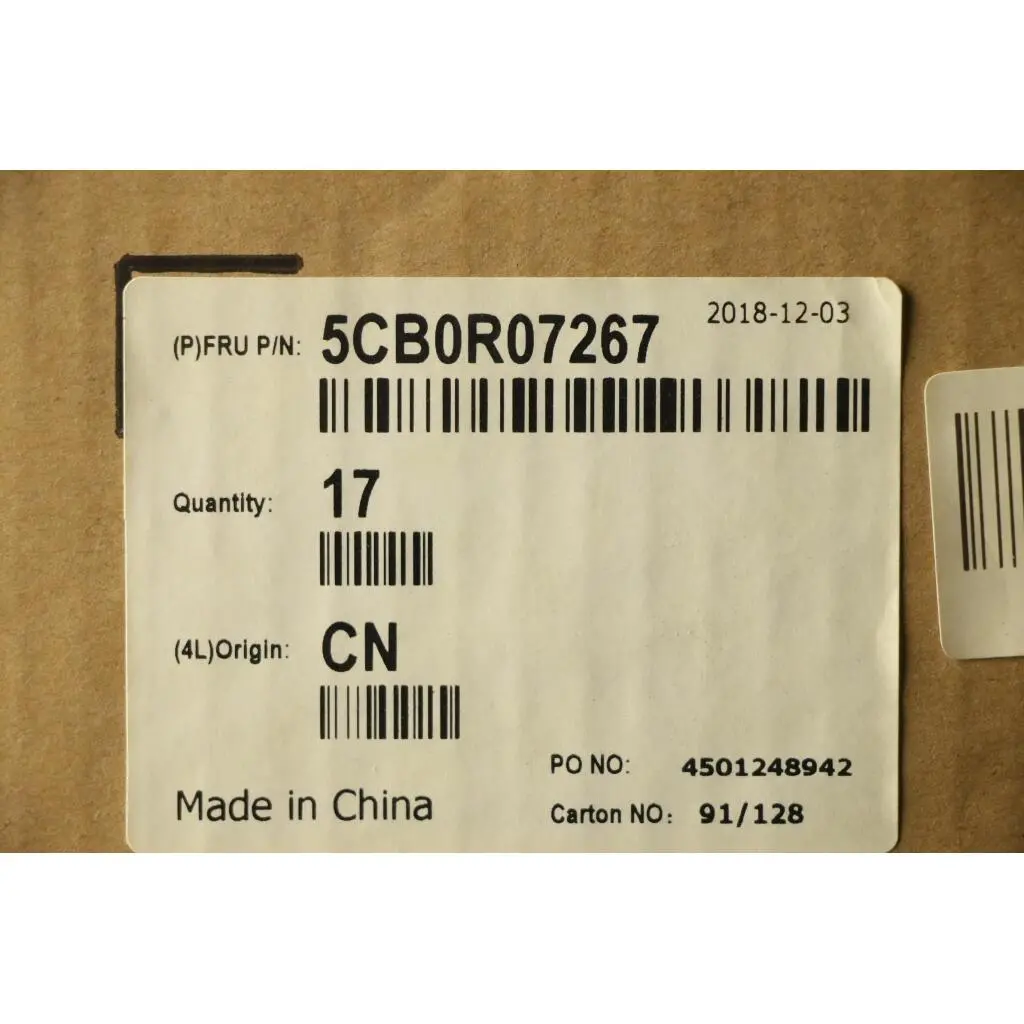 2018-12-03
(P)FRU P/N: 5CB0R07267
Quantity: 17
(4L)Origin: CN
PO NO: 4501248942
Made in China
Carton NO: 91/128